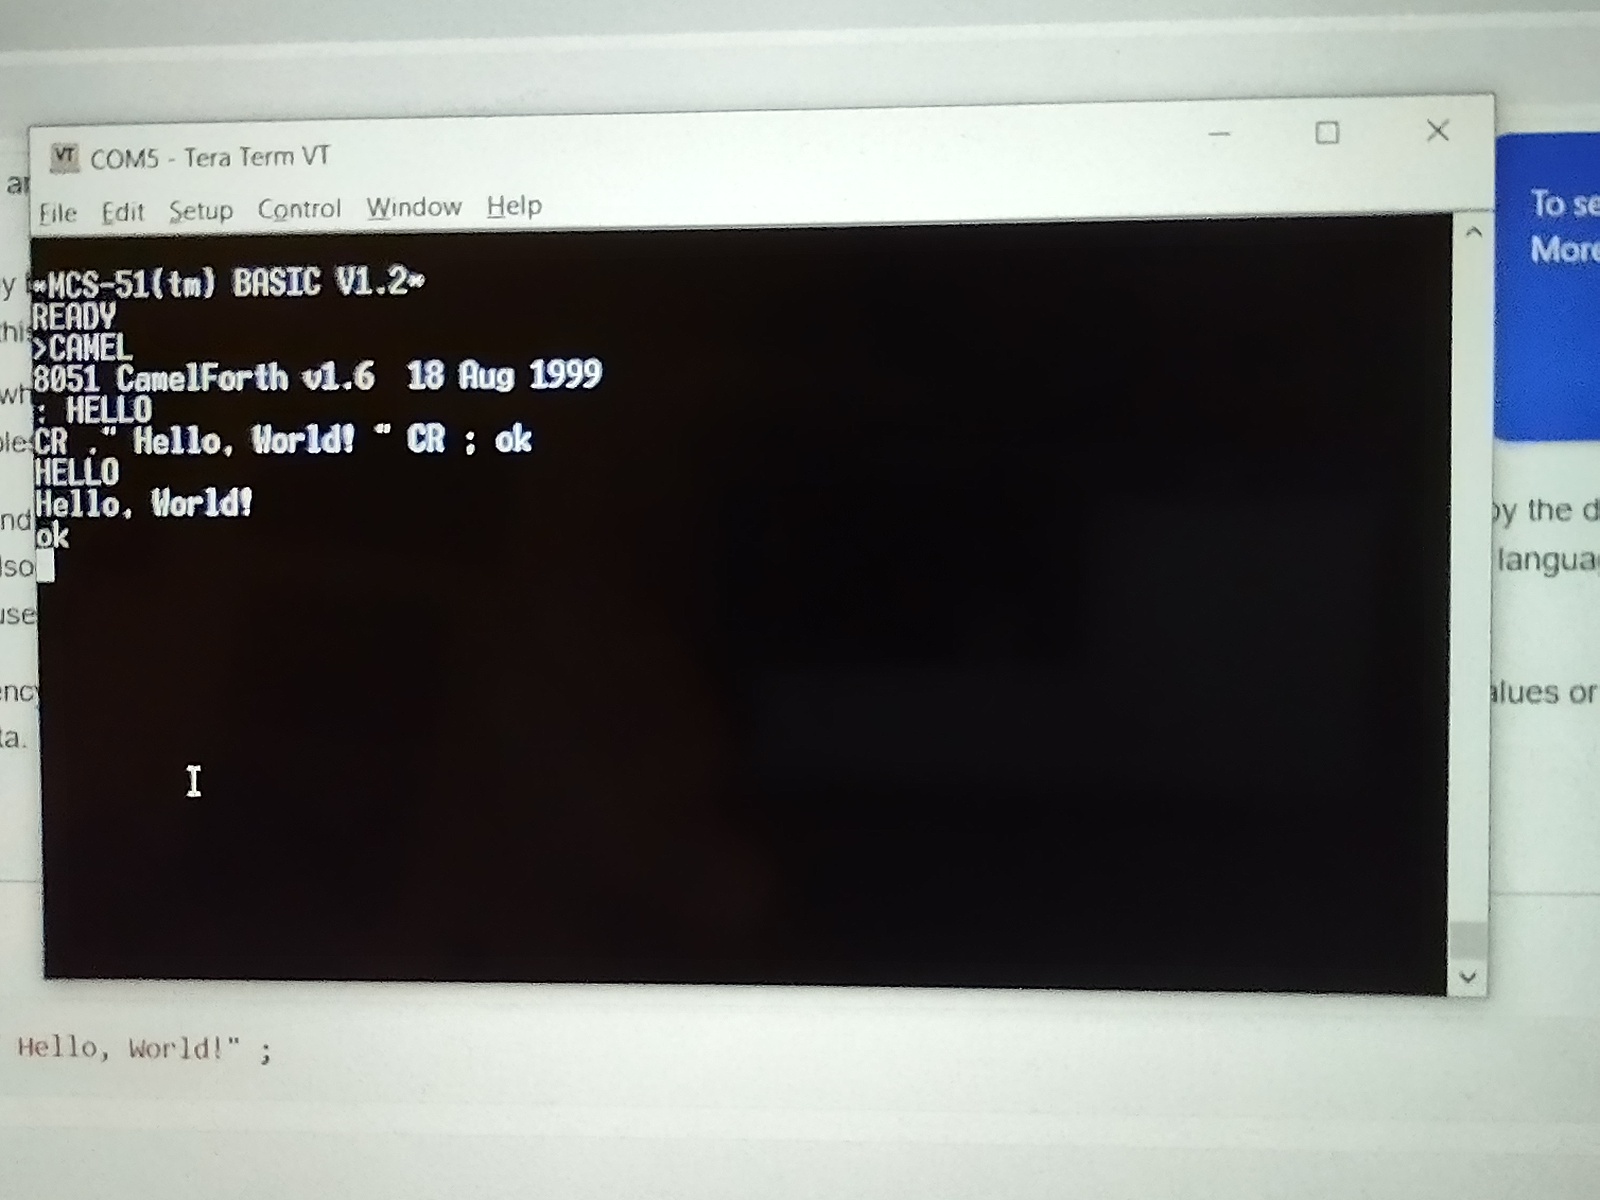 COM5 - Tera Term VT
File Edit Setup Control Window Help
*MCS-51(tm) BASIC V1.2*
READY
>CAMEL
8051 CamelForth v1.6  18 Aug 1999
: HELLO
CR ." Hello, World! " CR ; ok
HELLO
Hello, World!
ok
To se
More
by the d
langua
alues or
Hello, World!" ;